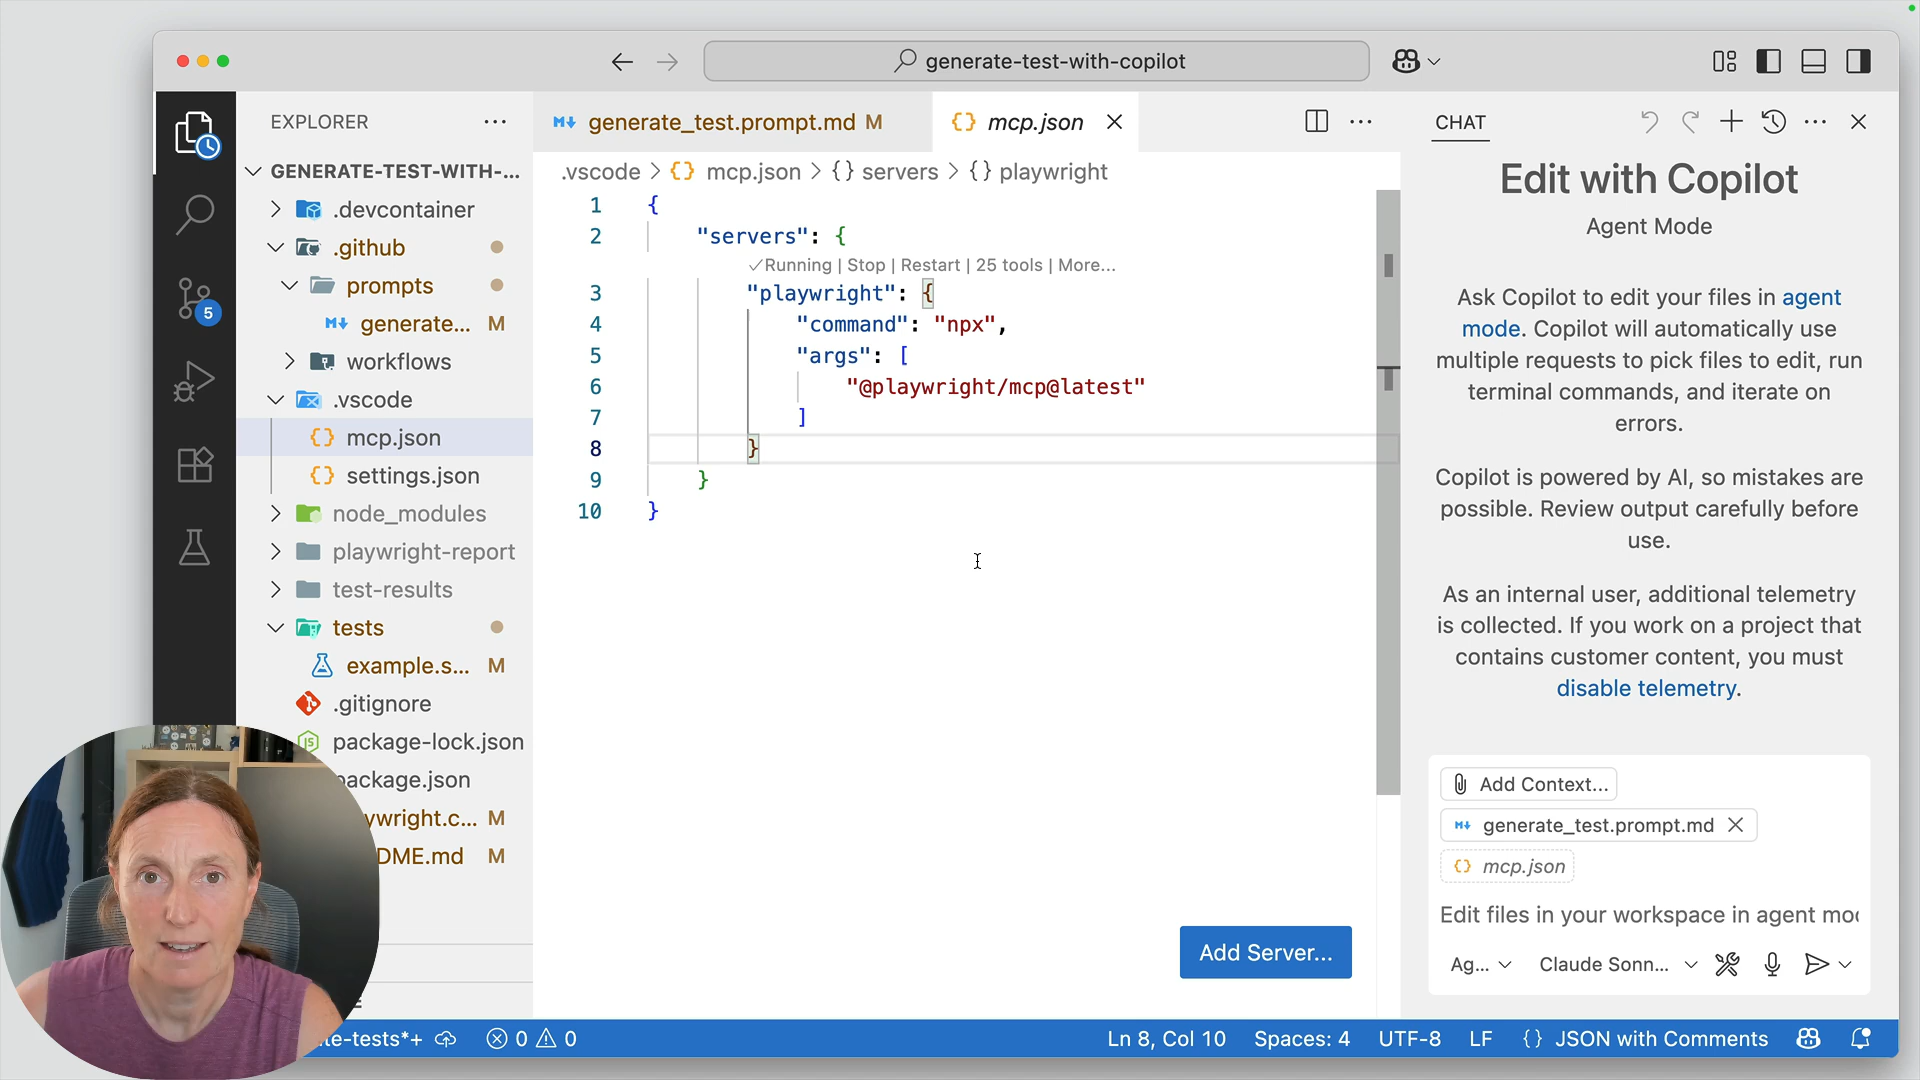 generate-test-with-copilot
EXPLORER
GENERATE-TEST-WITH-...
.devcontainer
.github
prompts
generate... M
workflows
.vscode
mcp.json
settings.json
node_modules
playwright-report
test-results
tests
example.s... M
.gitignore
package-lock.json
package.json
ywright.c... M
DME.md M
5
generate_test.prompt.md M
mcp.json
.vscode > {} mcp.json > {} servers > {} playwright
1 {
2 "servers": {
✓Running | Stop | Restart | 25 tools | More...
3 "playwright": {
4 "command": "npx",
5 "args": [
6 "@playwright/mcp@latest"
7 ]
8 }
9 }
10 }
Add Server...
CHAT
Edit with Copilot
Agent Mode
Ask Copilot to edit your files in agent
mode. Copilot will automatically use
multiple requests to pick files to edit, run
terminal commands, and iterate on
errors.
Copilot is powered by AI, so mistakes are
possible. Review output carefully before
use.
As an internal user, additional telemetry
is collected. If you work on a project that
contains customer content, you must
disable telemetry.
Add Context...
generate_test.prompt.md
{} mcp.json
Edit files in your workspace in agent mo
Ag... Claude Sonn...
te-tests*+ 0 0 Ln 8, Col 10 Spaces: 4 UTF-8 LF {} JSON with Comments